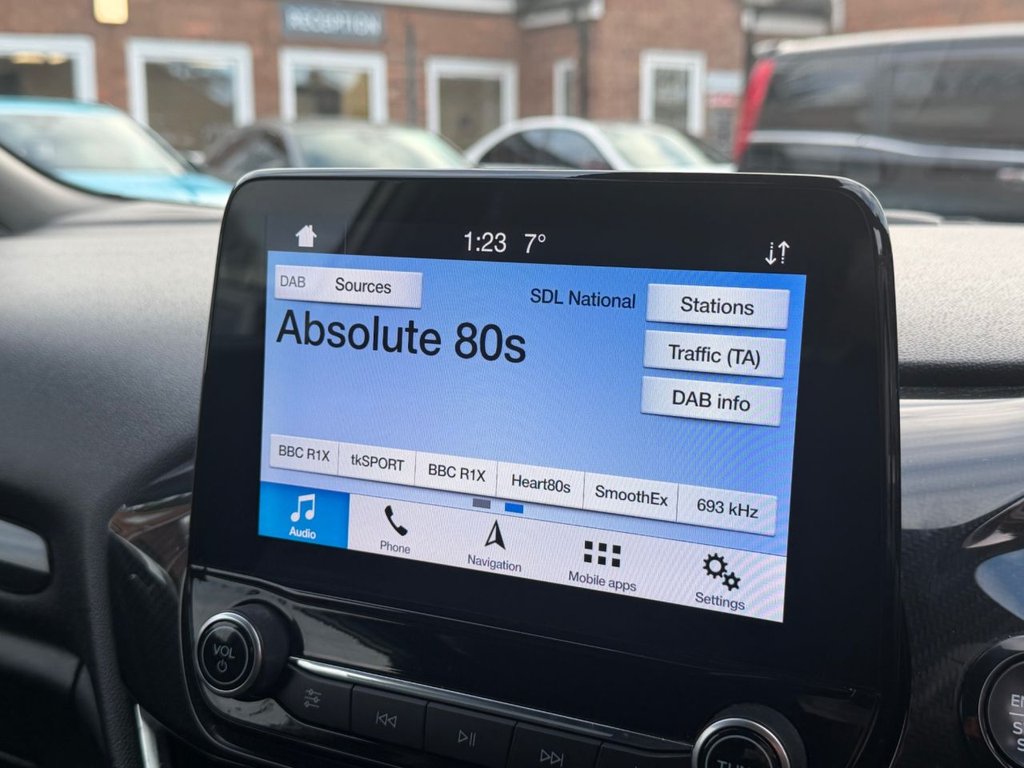 RECEPTION
1:23 7°
DAB Sources
SDL National
Stations
Absolute 80s
Traffic (TA)
DAB info
BBC R1X
tkSPORT
BBC R1X
Heart80s
SmoothEx
693 kHz
Audio
Phone
Navigation
Mobile apps
Settings
VOL